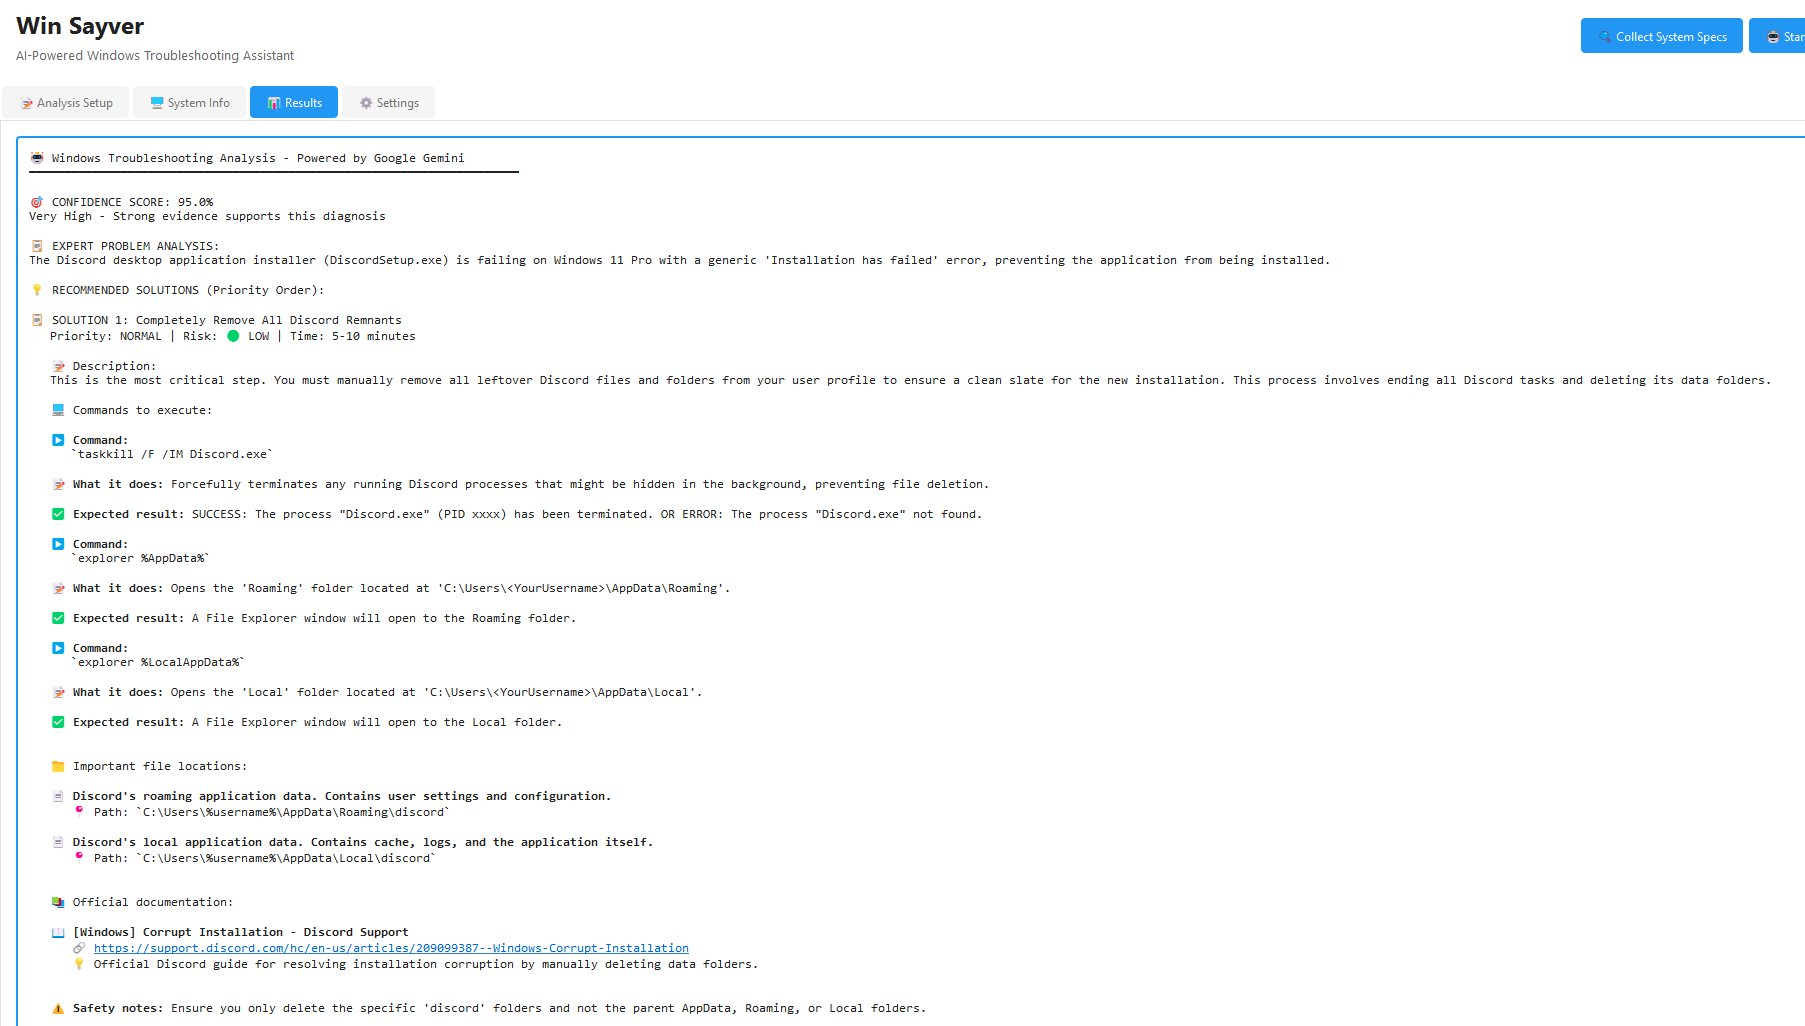 Win Sayver
AI-Powered Windows Troubleshooting Assistant
Collect System Specs
Analysis Setup
System Info
Results
Settings
Windows Troubleshooting Analysis - Powered by Google Gemini
CONFIDENCE SCORE: 95.0%
Very High - Strong evidence supports this diagnosis
EXPERT PROBLEM ANALYSIS:
The Discord desktop application installer (DiscordSetup.exe) is failing on Windows 11 Pro with a generic 'Installation has failed' error, preventing the application from being installed.
RECOMMENDED SOLUTIONS (Priority Order):
SOLUTION 1: Completely Remove All Discord Remnants
Priority: NORMAL | Risk: LOW | Time: 5-10 minutes
Description:
This is the most critical step. You must manually remove all leftover Discord files and folders from your user profile to ensure a clean slate for the new installation. This process involves ending all Discord tasks and deleting its data folders.
Commands to execute:
Command:
`taskkill /F /IM Discord.exe`
What it does: Forcefully terminates any running Discord processes that might be hidden in the background, preventing file deletion.
Expected result: SUCCESS: The process "Discord.exe" (PID xxxx) has been terminated. OR ERROR: The process "Discord.exe" not found.
Command:
`explorer %AppData%`
What it does: Opens the 'Roaming' folder located at 'C:\Users\<YourUsername>\AppData\Roaming'.
Expected result: A File Explorer window will open to the Roaming folder.
Command:
`explorer %LocalAppData%`
What it does: Opens the 'Local' folder located at 'C:\Users\<YourUsername>\AppData\Local'.
Expected result: A File Explorer window will open to the Local folder.
Important file locations:
Discord's roaming application data. Contains user settings and configuration.
Path: `C:\Users\%username%\AppData\Roaming\discord`
Discord's local application data. Contains cache, logs, and the application itself.
Path: `C:\Users\%username%\AppData\Local\discord`
Official documentation:
[Windows] Corrupt Installation - Discord Support
https://support.discord.com/hc/en-us/articles/209099387--Windows-Corrupt-Installation
Official Discord guide for resolving installation corruption by manually deleting data folders.
Safety notes: Ensure you only delete the specific 'discord' folders and not the parent AppData, Roaming, or Local folders.